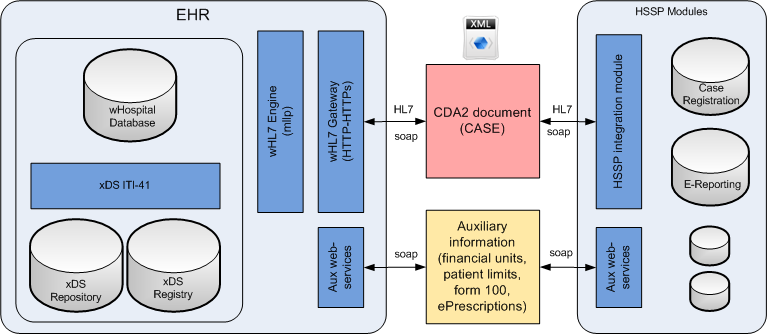 EHR
wHospital
Database
xDS ITI-41
xDS
Repository
xDS
Registry
wHL7 Engine
(mllp)
wHL7 Gateway
(HTTP-HTTPs)
Aux web-
services
HL7
soap
soap
XML
CDA2 document
(CASE)
Auxiliary
information
(financial units,
patient limits,
form 100,
ePrescriptions)
HL7
soap
soap
HSSP Modules
HSSP integration module
Aux web-
services
Case
Registration
E-Reporting